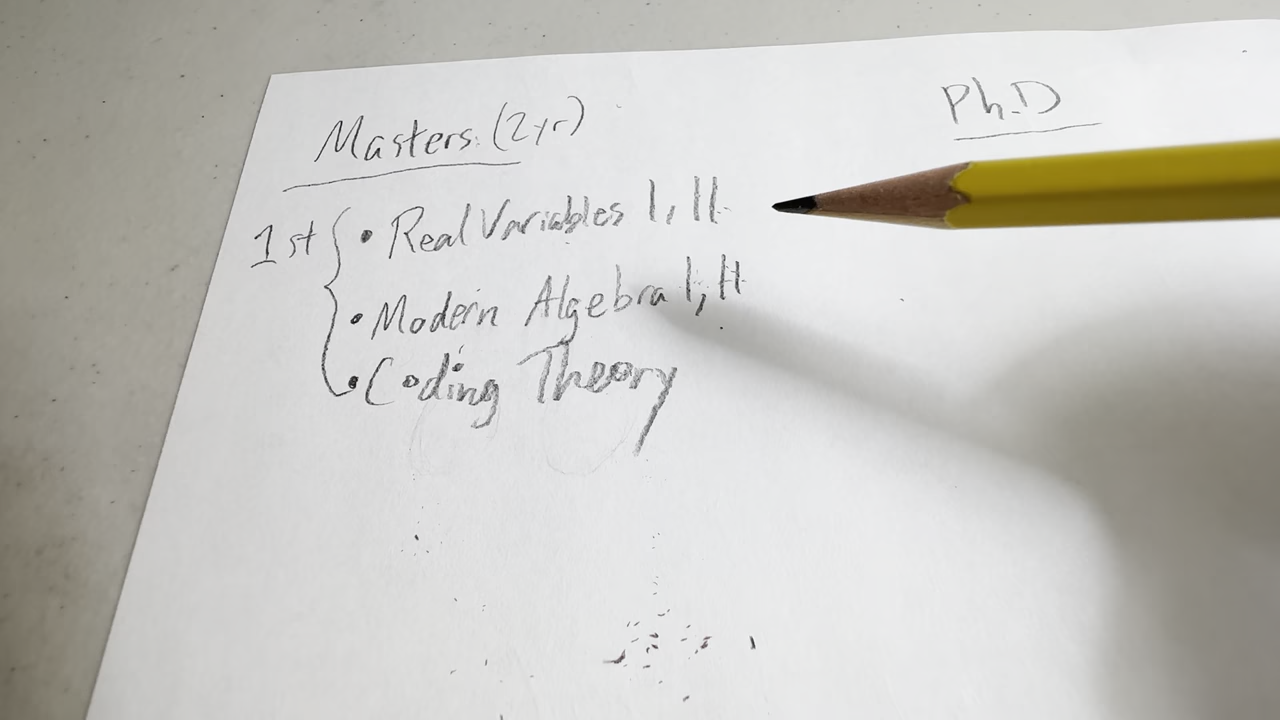 Masters (2yr)
Ph.D
1st
• Real Variables I, II
• Modern Algebra I, II
• Coding Theory